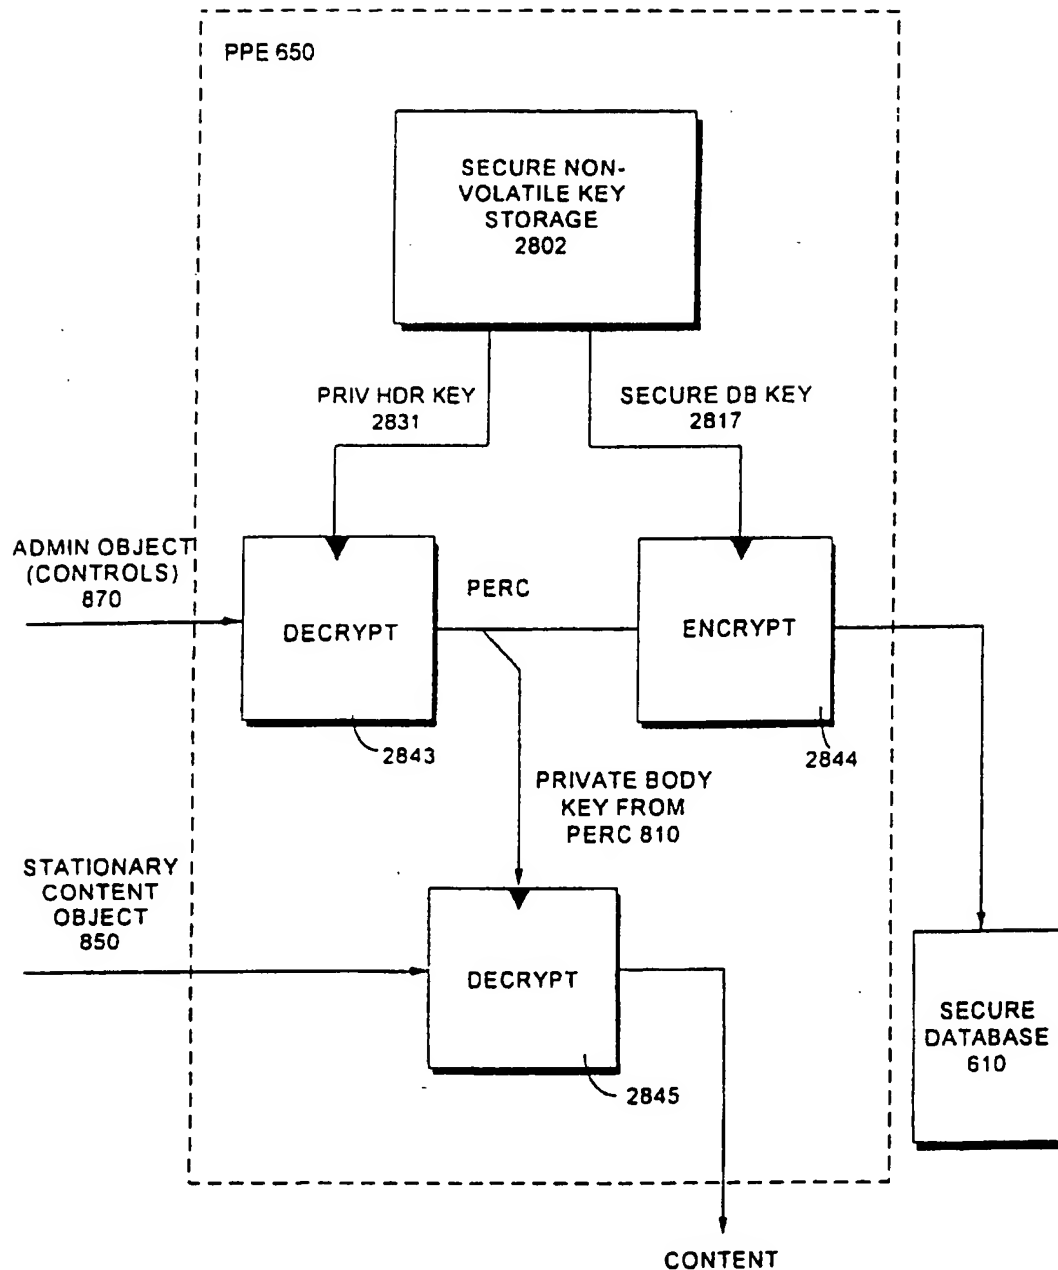 PPE 650
SECURE NON-
VOLATILE KEY
STORAGE
2802
PRIV HDR KEY
2831
SECURE DB KEY
2817
ADMIN OBJECT
(CONTROLS)
870
DECRYPT
PERC
ENCRYPT
2843
2844
PRIVATE BODY
KEY FROM
PERC 810
STATIONARY
CONTENT
OBJECT
850
DECRYPT
2845
SECURE
DATABASE
610
CONTENT